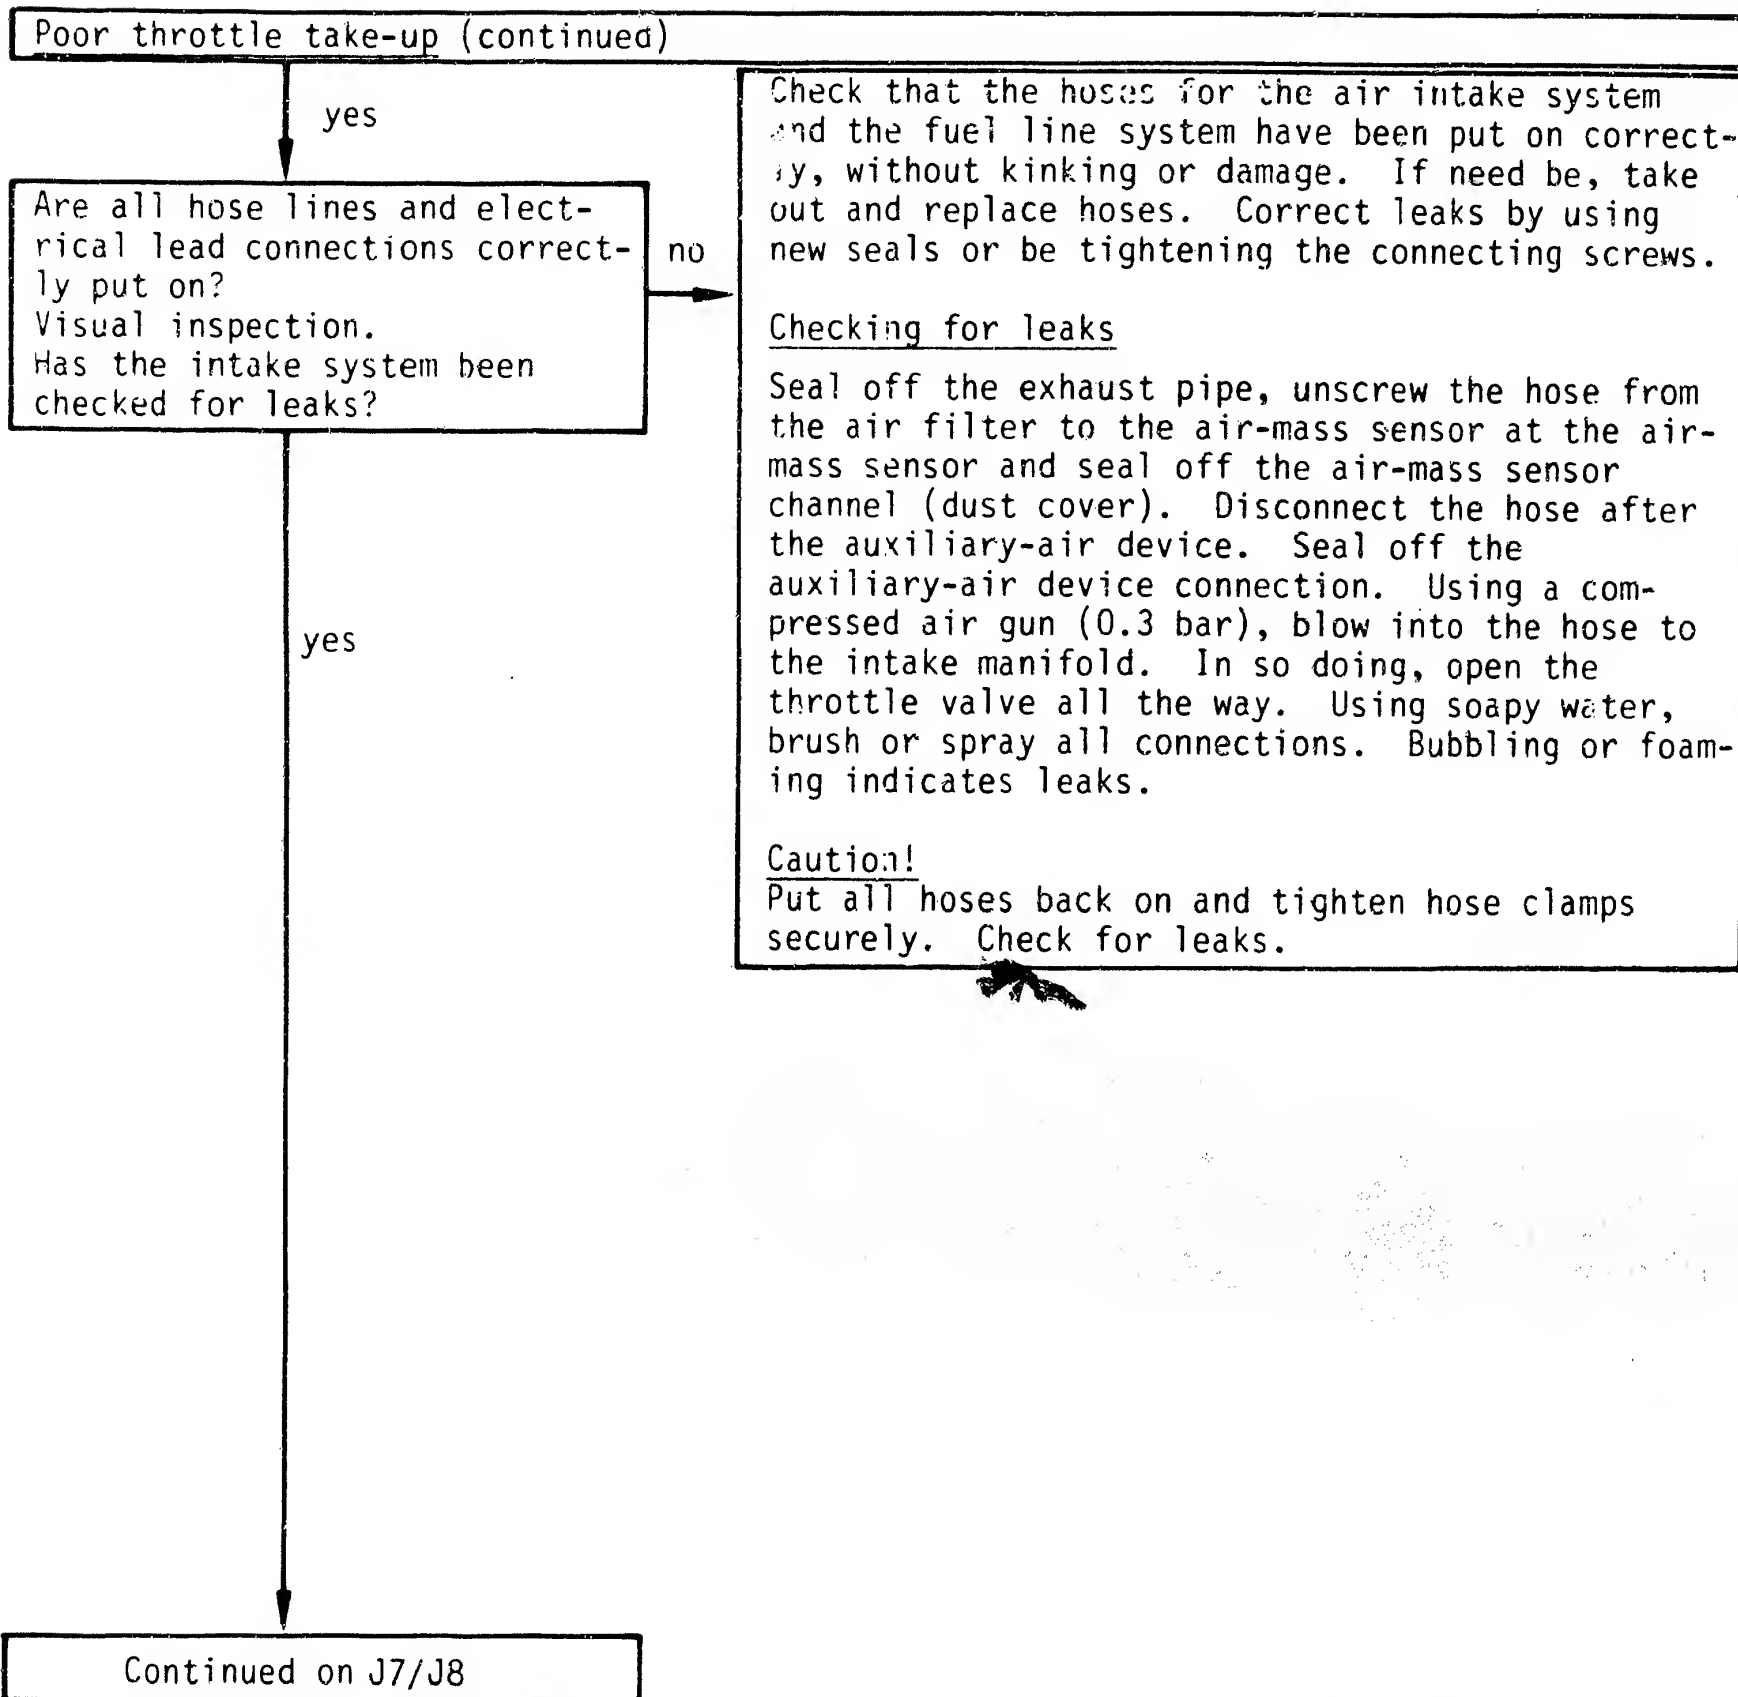 Poor throttle take-up (continued)
yes
Are all hose lines and elect-
rical lead connections correct-
ly put on?
Visual inspection.
Has the intake system been
checked for leaks?
no
Check that the hoses for the air intake system
and the fuel line system have been put on correct-
ly, without kinking or damage. If need be, take
out and replace hoses. Correct leaks by using
new seals or be tightening the connecting screws.
Checking for leaks
Seal off the exhaust pipe, unscrew the hose from
the air filter to the air-mass sensor at the air-
mass sensor and seal off the air-mass sensor
channel (dust cover). Disconnect the hose after
the auxiliary-air device. Seal off the
auxiliary-air device connection. Using a com-
pressed air gun (0.3 bar), blow into the hose to
the intake manifold. In so doing, open the
throttle valve all the way. Using soapy water,
brush or spray all connections. Bubbling or foam-
ing indicates leaks.
Caution!
Put all hoses back on and tighten hose clamps
securely. Check for leaks.
yes
Continued on J7/J8